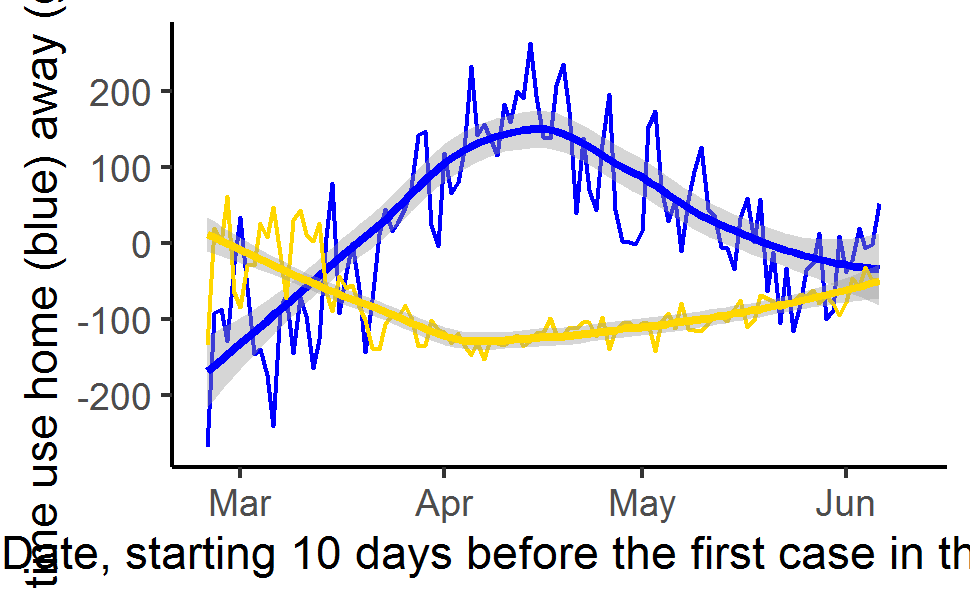 time use home (blue) away (
200
100
0
-100
-200
Mar Apr May Jun
Date, starting 10 days before the first case in th